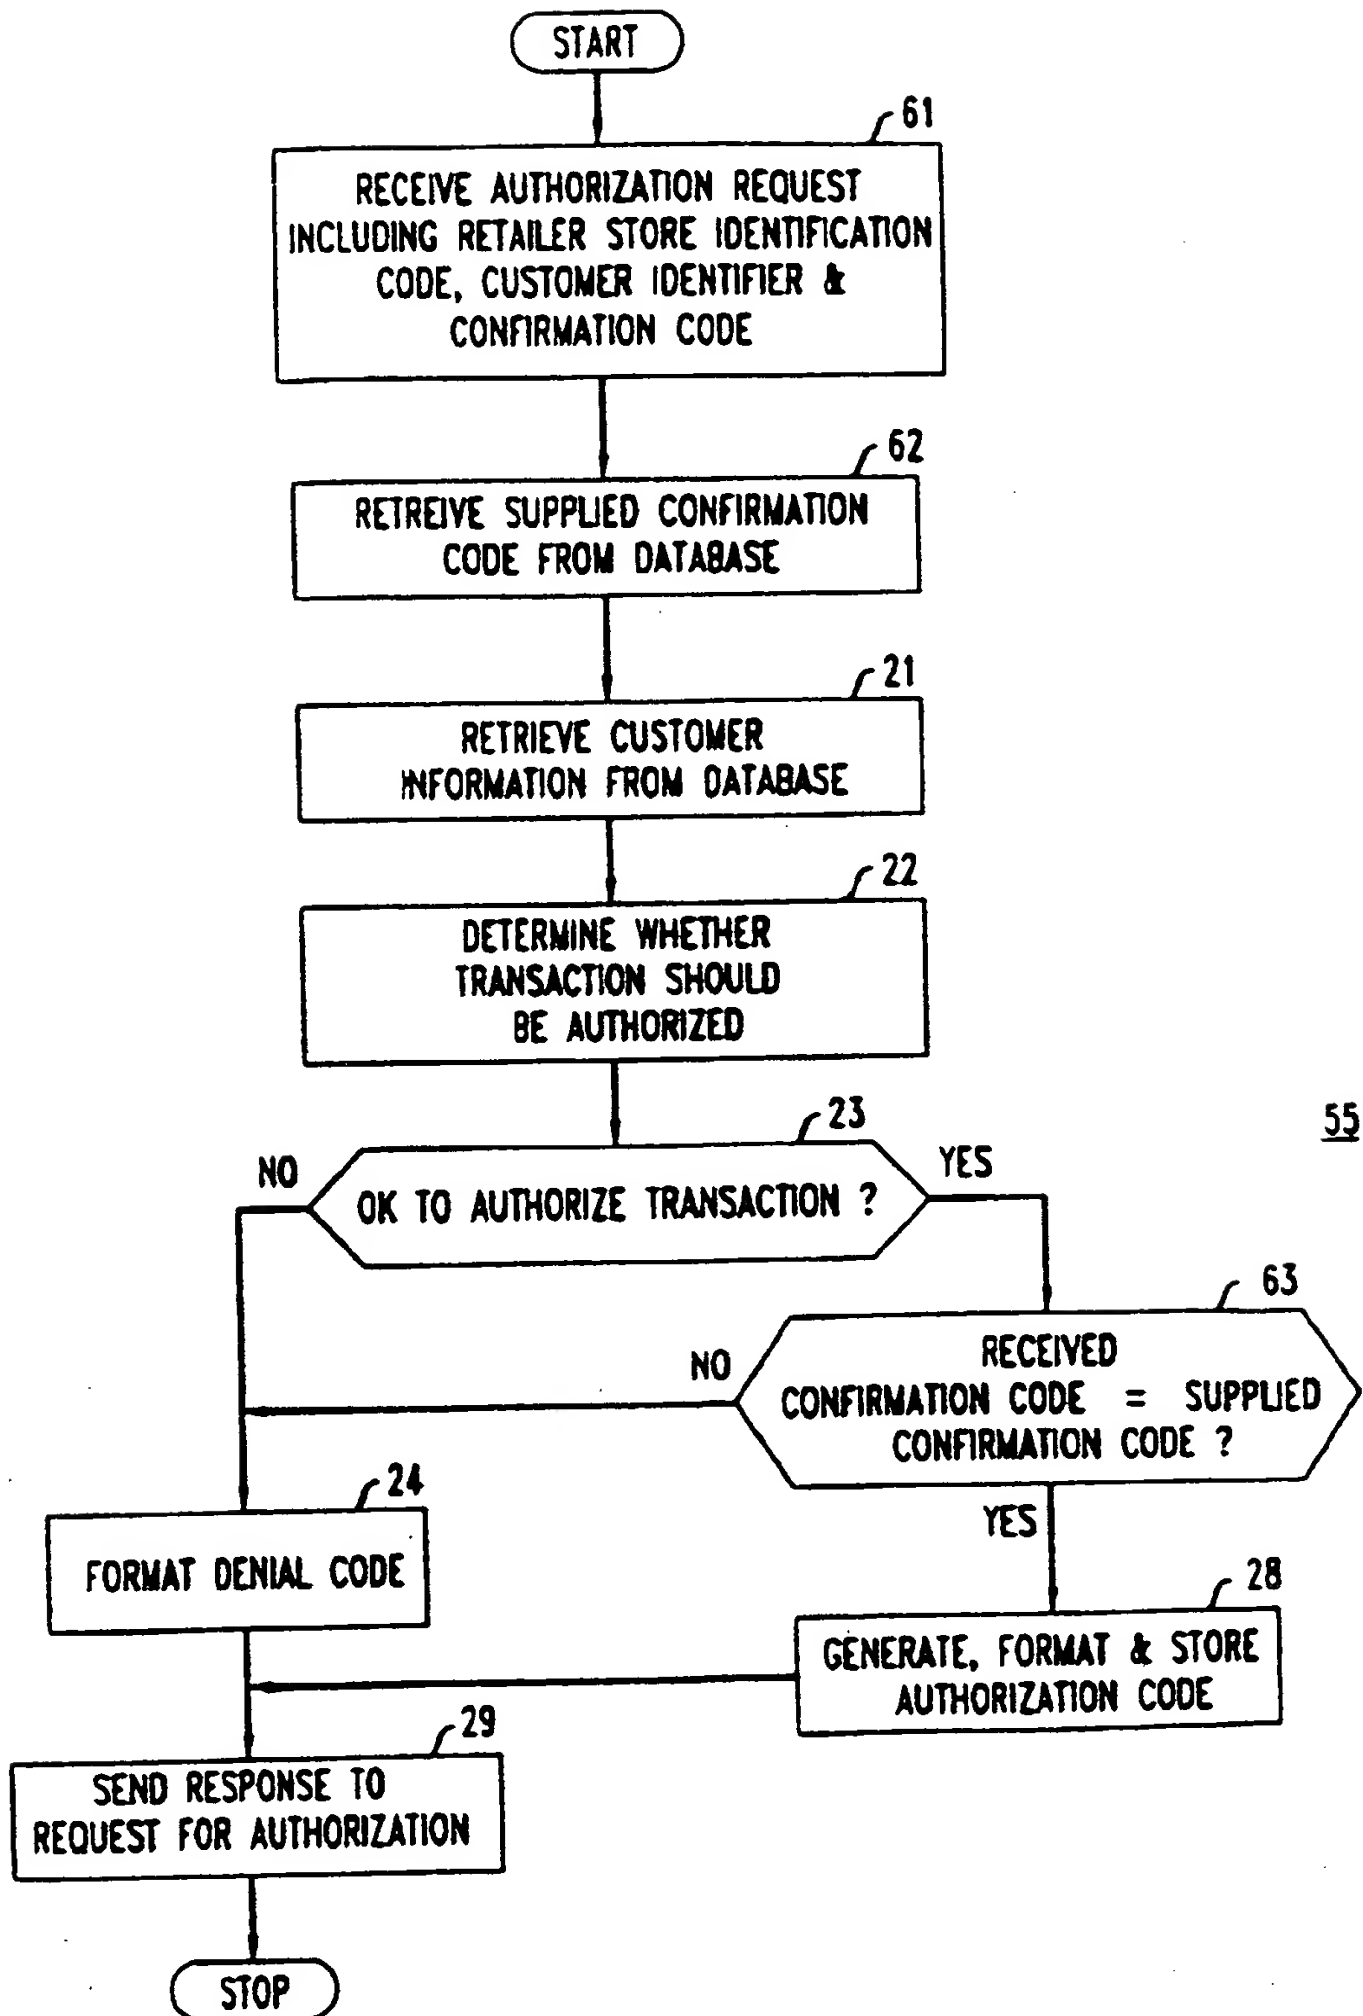 START
61
RECEIVE AUTHORIZATION REQUEST
INCLUDING RETAILER STORE IDENTIFICATION
CODE, CUSTOMER IDENTIFIER &
CONFIRMATION CODE
62
RETREIVE SUPPLIED CONFIRMATION
CODE FROM DATABASE
21
RETRIEVE CUSTOMER
INFORMATION FROM DATABASE
22
DETERMINE WHETHER
TRANSACTION SHOULD
BE AUTHORIZED
55
23
NO
YES
OK TO AUTHORIZE TRANSACTION ?
63
NO
RECEIVED
CONFIRMATION CODE = SUPPLIED
CONFIRMATION CODE ?
24
YES
FORMAT DENIAL CODE
28
GENERATE, FORMAT & STORE
AUTHORIZATION CODE
29
SEND RESPONSE TO
REQUEST FOR AUTHORIZATION
STOP